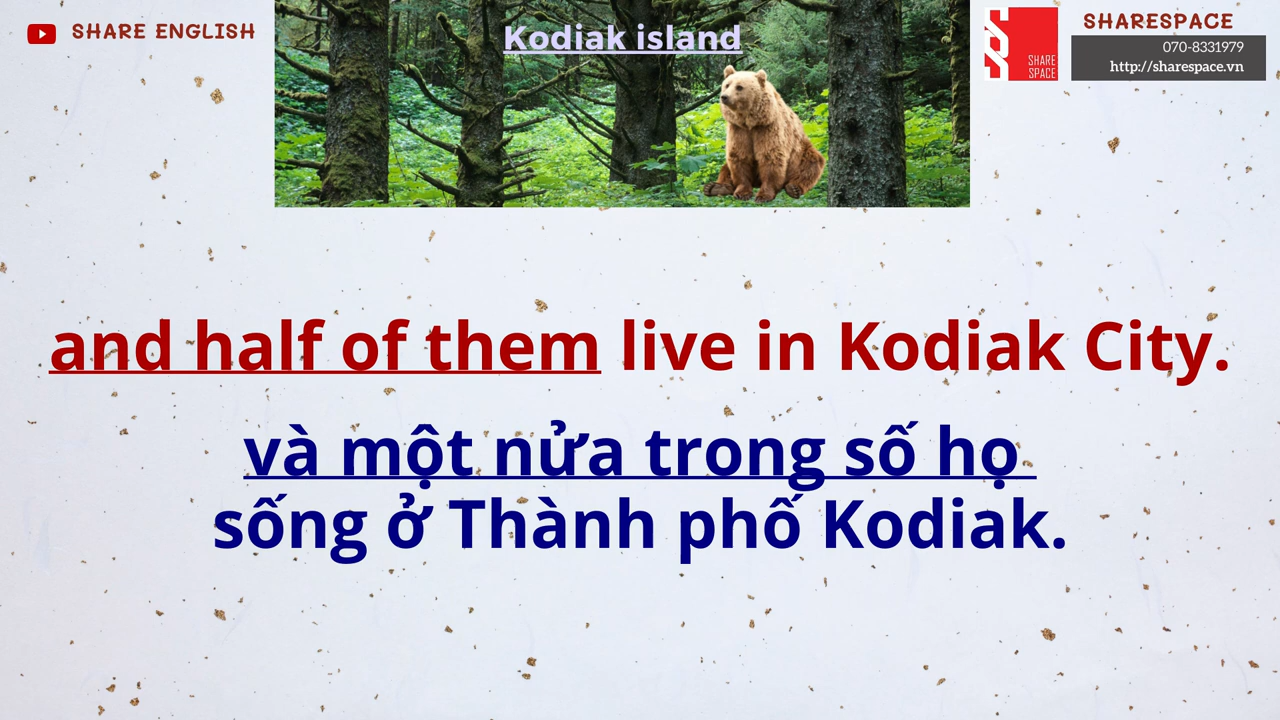 SHARE ENGLISH
Kodiak island
SHARE
SPACE
SHARESPACE
070-8331979
http://sharespace.vn
and half of them live in Kodiak City.
và một nửa trong số họ
sống ở Thành phố Kodiak.